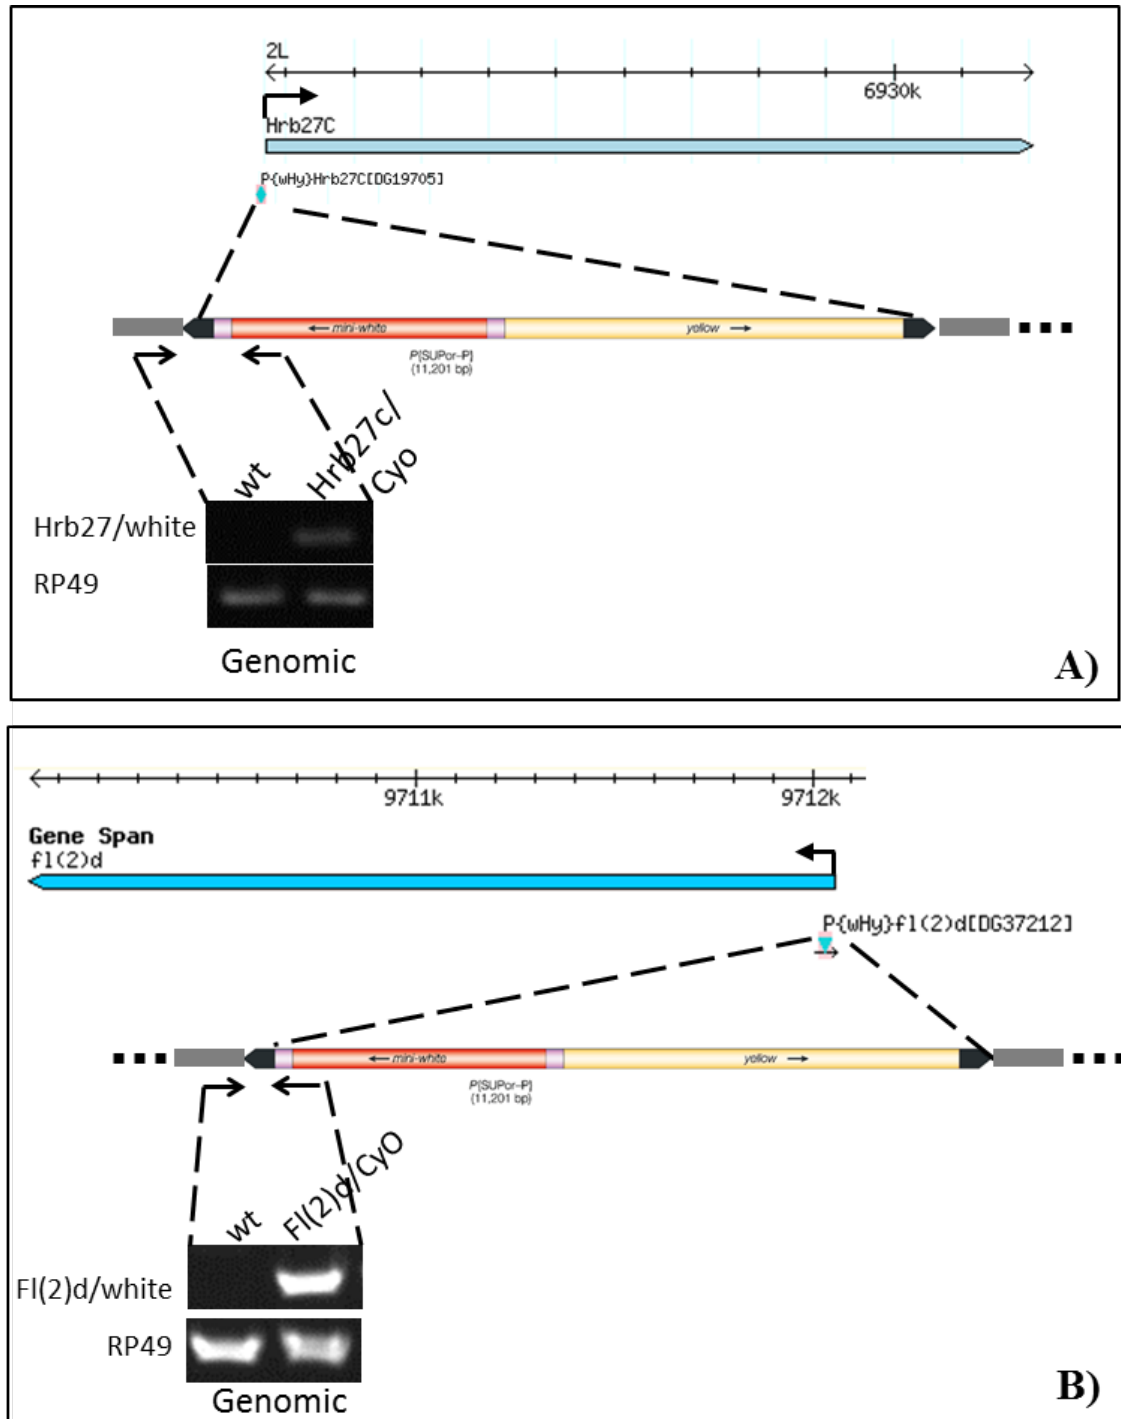 2L
6930k
Hrb27C
P{wHy}Hrb27C[DG19705]
← mini-white
yellow →
P{SUPor-P}
(11,201 bp)
wt
Hrb27c/
Cyo
Hrb27/white
RP49
Genomic
A)
9711k
9712k
Gene Span
fl(2)d
P{wHy}fl(2)d[DG37212]
← mini-white
yellow →
P{SUPor-P}
(11,201 bp)
wt
Fl(2)d/CyO
Fl(2)d/white
RP49
Genomic
B)